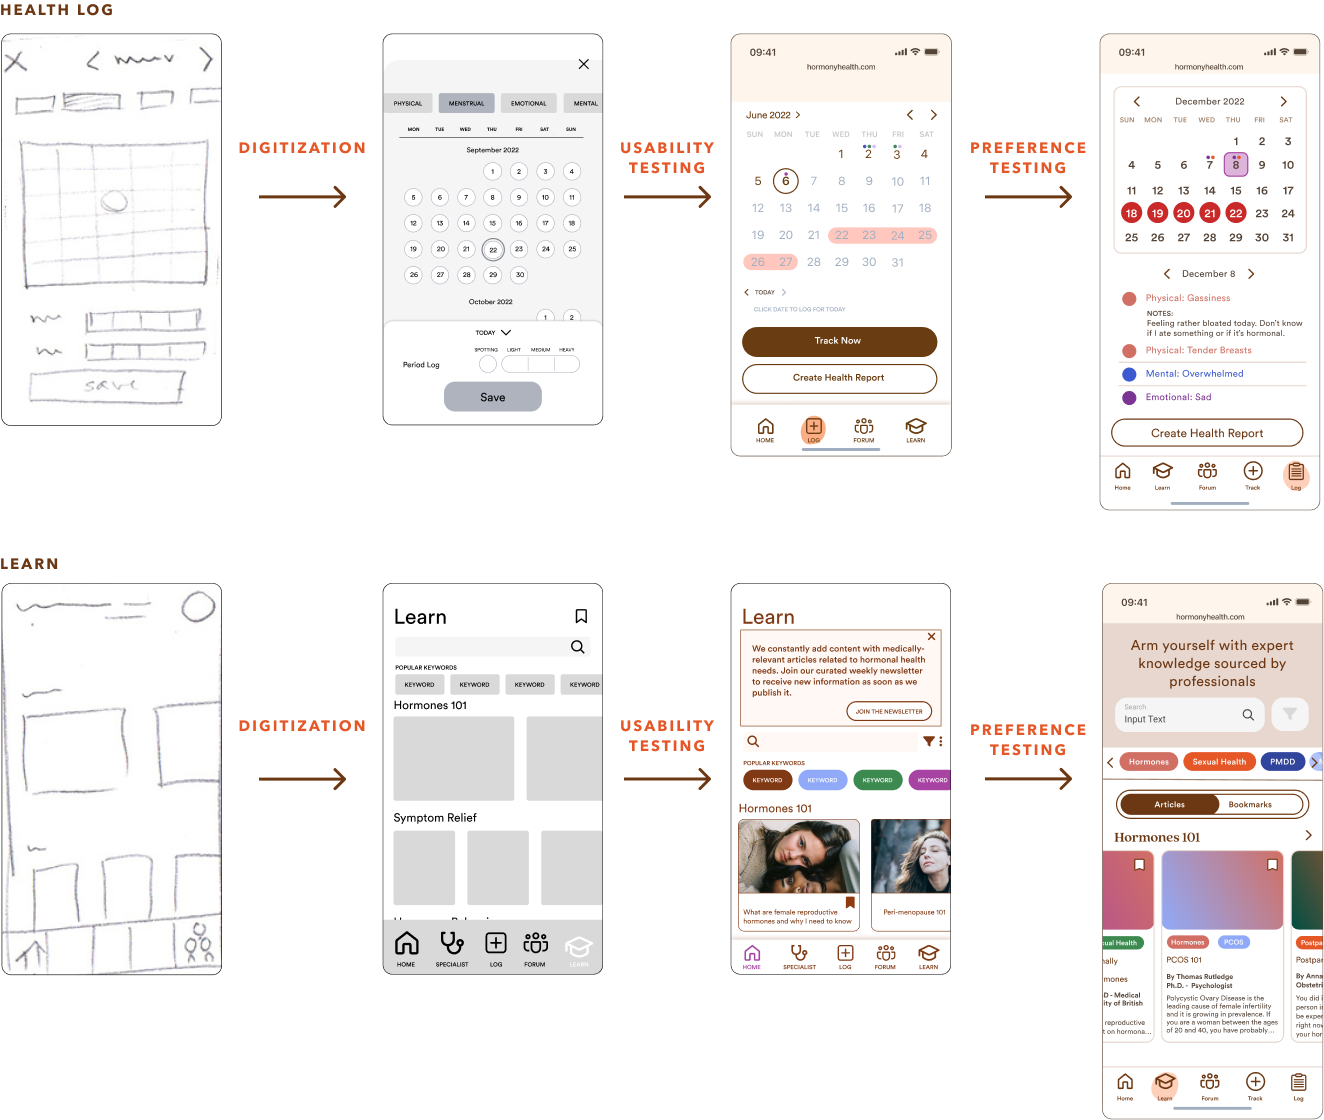 HEALTH LOG
save
DIGITIZATION
PHYSICAL MENSTRUAL EMOTIONAL MENTAL
MON TUE WED THU FRI SAT SUN
September 2022
1 2 3 4
5 6 7 8 9 10 11
12 13 14 15 16 17 18
19 20 21 22 23 24 25
26 27 28 29 30
October 2022
1 2
TODAY
SPOTTING LIGHT MEDIUM HEAVY
Period Log
Save
USABILITY
TESTING
09:41
hormonyhealth.com
June 2022
SUN MON TUE WED THU FRI SAT
1 2 3 4
5 6 7 8 9 10 11
12 13 14 15 16 17 18
19 20 21 22 23 24 25
26 27 28 29 30 31
TODAY
CLICK DATE TO LOG FOR TODAY
Track Now
Create Health Report
HOME LOG FORUM LEARN
PREFERENCE
TESTING
09:41
hormonyhealth.com
December 2022
SUN MON TUE WED THU FRI SAT
1 2 3
4 5 6 7 8 9 10
11 12 13 14 15 16 17
18 19 20 21 22 23 24
25 26 27 28 29 30 31
December 8
Physical: Gassiness
NOTES:
Feeling rather bloated today. Don't know
if I ate something or if it's hormonal.
Physical: Tender Breasts
Mental: Overwhelmed
Emotional: Sad
Create Health Report
Home Learn Forum Track Log
LEARN
DIGITIZATION
Learn
POPULAR KEYWORDS
KEYWORD KEYWORD KEYWORD KEYWORD
Hormones 101
Symptom Relief
HOME SPECIALIST LOG FORUM LEARN
USABILITY
TESTING
Learn
We constantly add content with medically-
relevant articles related to hormonal health
needs. Join our curated weekly newsletter
to receive new information as soon as we
publish it.
JOIN THE NEWSLETTER
POPULAR KEYWORDS
KEYWORD KEYWORD KEYWORD KEYWORD
Hormones 101
What are female reproductive
hormones and why I need to know
Peri-menopause 101
HOME SPECIALIST LOG FORUM LEARN
PREFERENCE
TESTING
09:41
hormonyhealth.com
Arm yourself with expert
knowledge sourced by
professionals
Search
Input Text
Hormones Sexual Health PMDD
Articles Bookmarks
Hormones 101
xual Health
nally
mones
D - Medical
ity of British
reproductive
t on hormona...
Hormones PCOS
PCOS 101
By Thomas Rutledge
Ph.D. - Psychologist
Polycystic Ovary Disease is the
leading cause of female infertility
and it is growing in prevalence. If
you are a woman between the ages
of 20 and 40, you have probably...
Postpa
Postpar
By Anna
Obstetri
You did i
person in
be exper
right now
your hor
Home Learn Forum Track Log